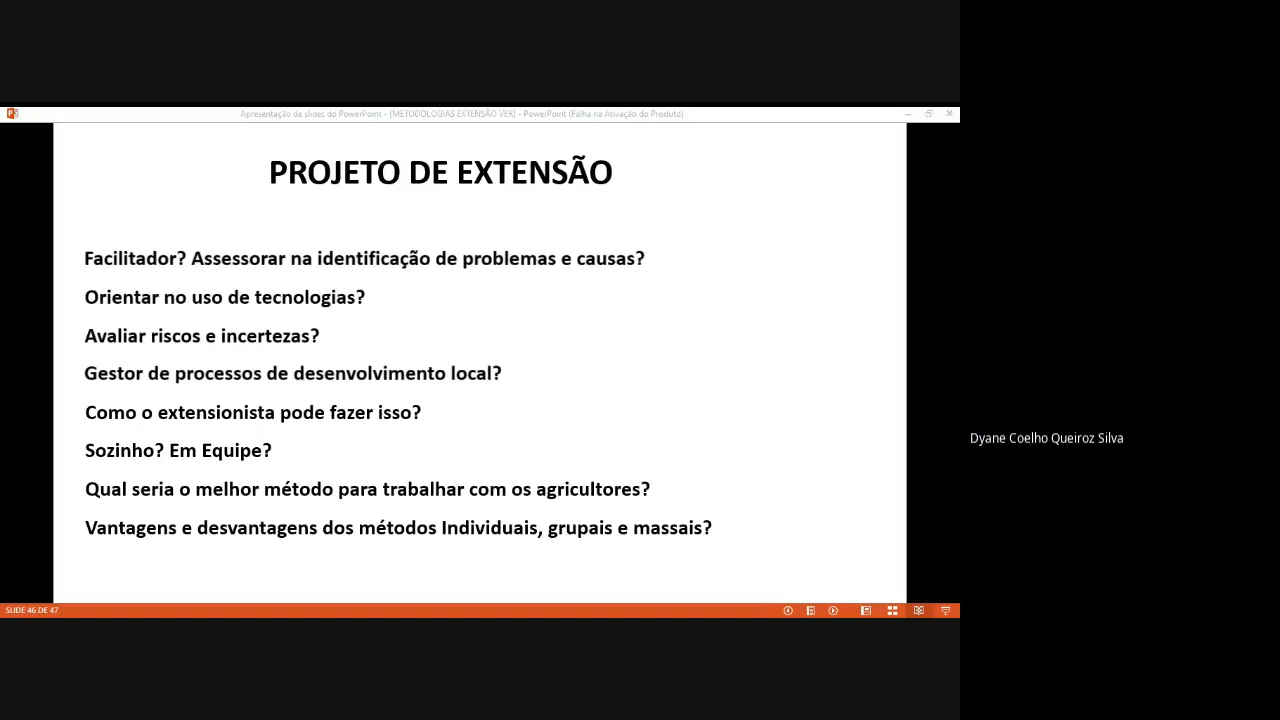 Apresentação de slides do PowerPoint - [METODOLOGIAS EXTENSÃO VER] - PowerPoint (Falha na Ativação do Produto)
PROJETO DE EXTENSÃO
Facilitador? Assessorar na identificação de problemas e causas?
Orientar no uso de tecnologias?
Avaliar riscos e incertezas?
Gestor de processos de desenvolvimento local?
Como o extensionista pode fazer isso?
Sozinho? Em Equipe?
Qual seria o melhor método para trabalhar com os agricultores?
Vantagens e desvantagens dos métodos Individuais, grupais e massais?
Dyane Coelho Queiroz Silva
SLIDE 46 DE 47